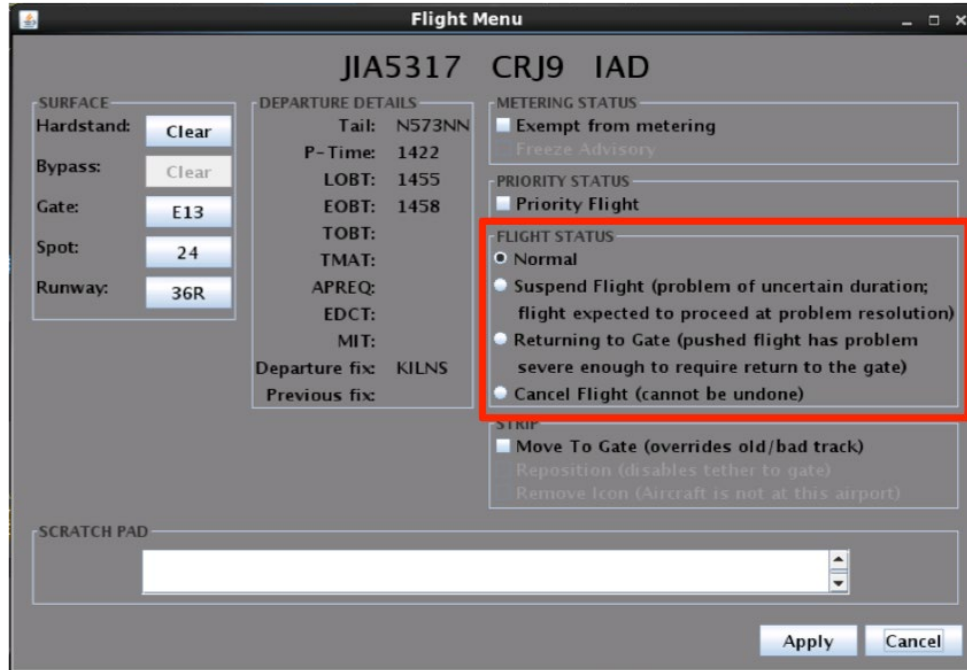 Flight Menu
JIA5317 CRJ9 IAD
SURFACE
Hardstand: Clear
Bypass: Clear
Gate: E13
Spot: 24
Runway: 36R
DEPARTURE DETAILS
Tail: N573NN
P-Time: 1422
LOBT: 1455
EOBT: 1458
TOBT:
TMAT:
APREQ:
EDCT:
MIT:
Departure fix: KILNS
Previous fix:
METERING STATUS
Exempt from metering
Freeze Advisory
PRIORITY STATUS
Priority Flight
FLIGHT STATUS
Normal
Suspend Flight (problem of uncertain duration;
flight expected to proceed at problem resolution)
Returning to Gate (pushed flight has problem
severe enough to require return to the gate)
Cancel Flight (cannot be undone)
STRIP
Move To Gate (overrides old/bad track)
Reposition (disables tether to gate)
Remove Icon (Aircraft is not at this airport)
SCRATCH PAD
Apply Cancel